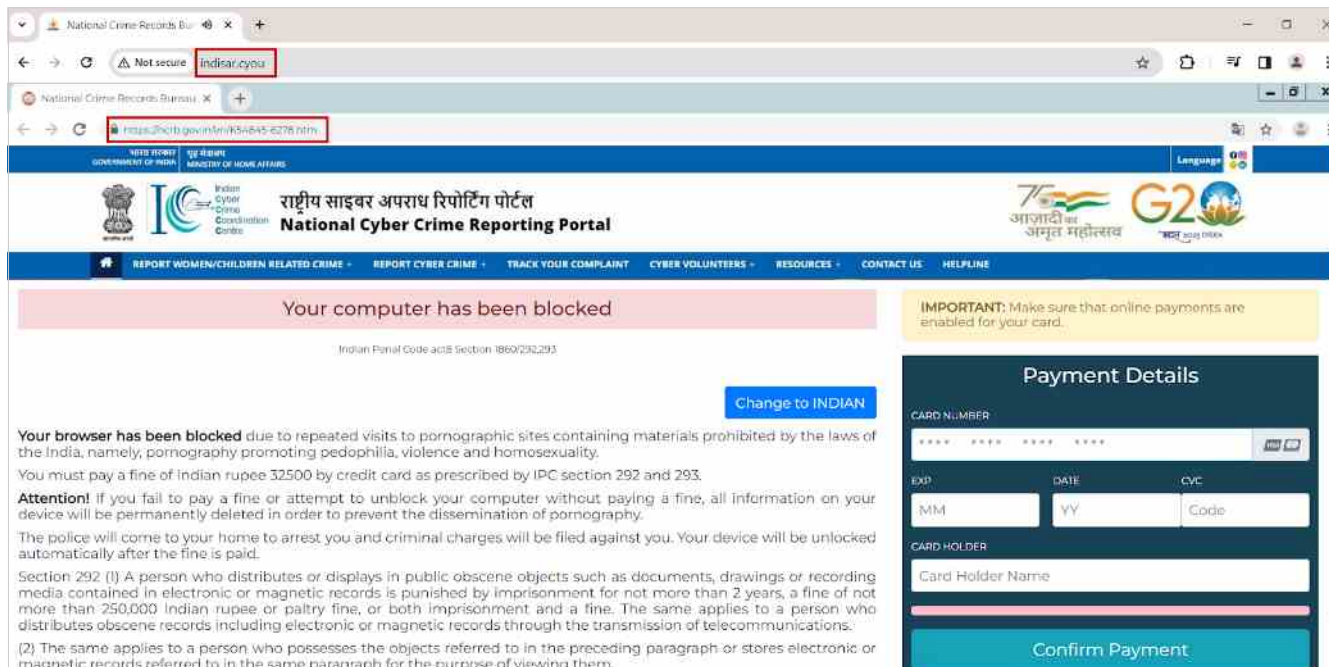 National Crime Records Bur
Not secure indisar.cyou
National Crime Records Bureau
भारत सरकार गृह मंत्रालय
GOVERNMENT OF INDIA MINISTRY OF HOME AFFAIRS
Language
Indian Cyber Crime Coordination Centre
राष्ट्रीय साइबर अपराध रिपोर्टिंग पोर्टल
National Cyber Crime Reporting Portal
आज़ादी का
अमृत महोत्सव
G20
REPORT WOMEN/CHILDREN RELATED CRIME + REPORT CYBER CRIME + TRACK YOUR COMPLAINT CYBER VOLUNTEERS + RESOURCES + CONTACT US HELPLINE
Your computer has been blocked
Indian Penal Code actB Section 1860/292,293
Change to INDIAN
Your browser has been blocked due to repeated visits to pornographic sites containing materials prohibited by the laws of
the India, namely, pornography promoting pedophilia, violence and homosexuality.
You must pay a fine of Indian rupee 32500 by credit card as prescribed by IPC section 292 and 293.
Attention! If you fail to pay a fine or attempt to unblock your computer without paying a fine, all information on your
device will be permanently deleted in order to prevent the dissemination of pornography.
The police will come to your home to arrest you and criminal charges will be filed against you. Your device will be unlocked
automatically after the fine is paid.
Section 292 (I) A person who distributes or displays in public obscene objects such as documents, drawings or recording
media contained in electronic or magnetic records is punished by imprisonment for not more than 2 years, a fine of not
more than 250,000 Indian rupee or paltry fine, or both imprisonment and a fine. The same applies to a person who
distributes obscene records including electronic or magnetic records through the transmission of telecommunications.
(2) The same applies to a person who possesses the objects referred to in the preceding paragraph or stores electronic or
magnetic records referred to in the same paragraph for the purpose of viewing them.
IMPORTANT: Make sure that online payments are
enabled for your card.
Payment Details
CARD NUMBER
**** **** **** ****
EXP DATE CVC
MM YY Code
CARD HOLDER
Card Holder Name
Confirm Payment